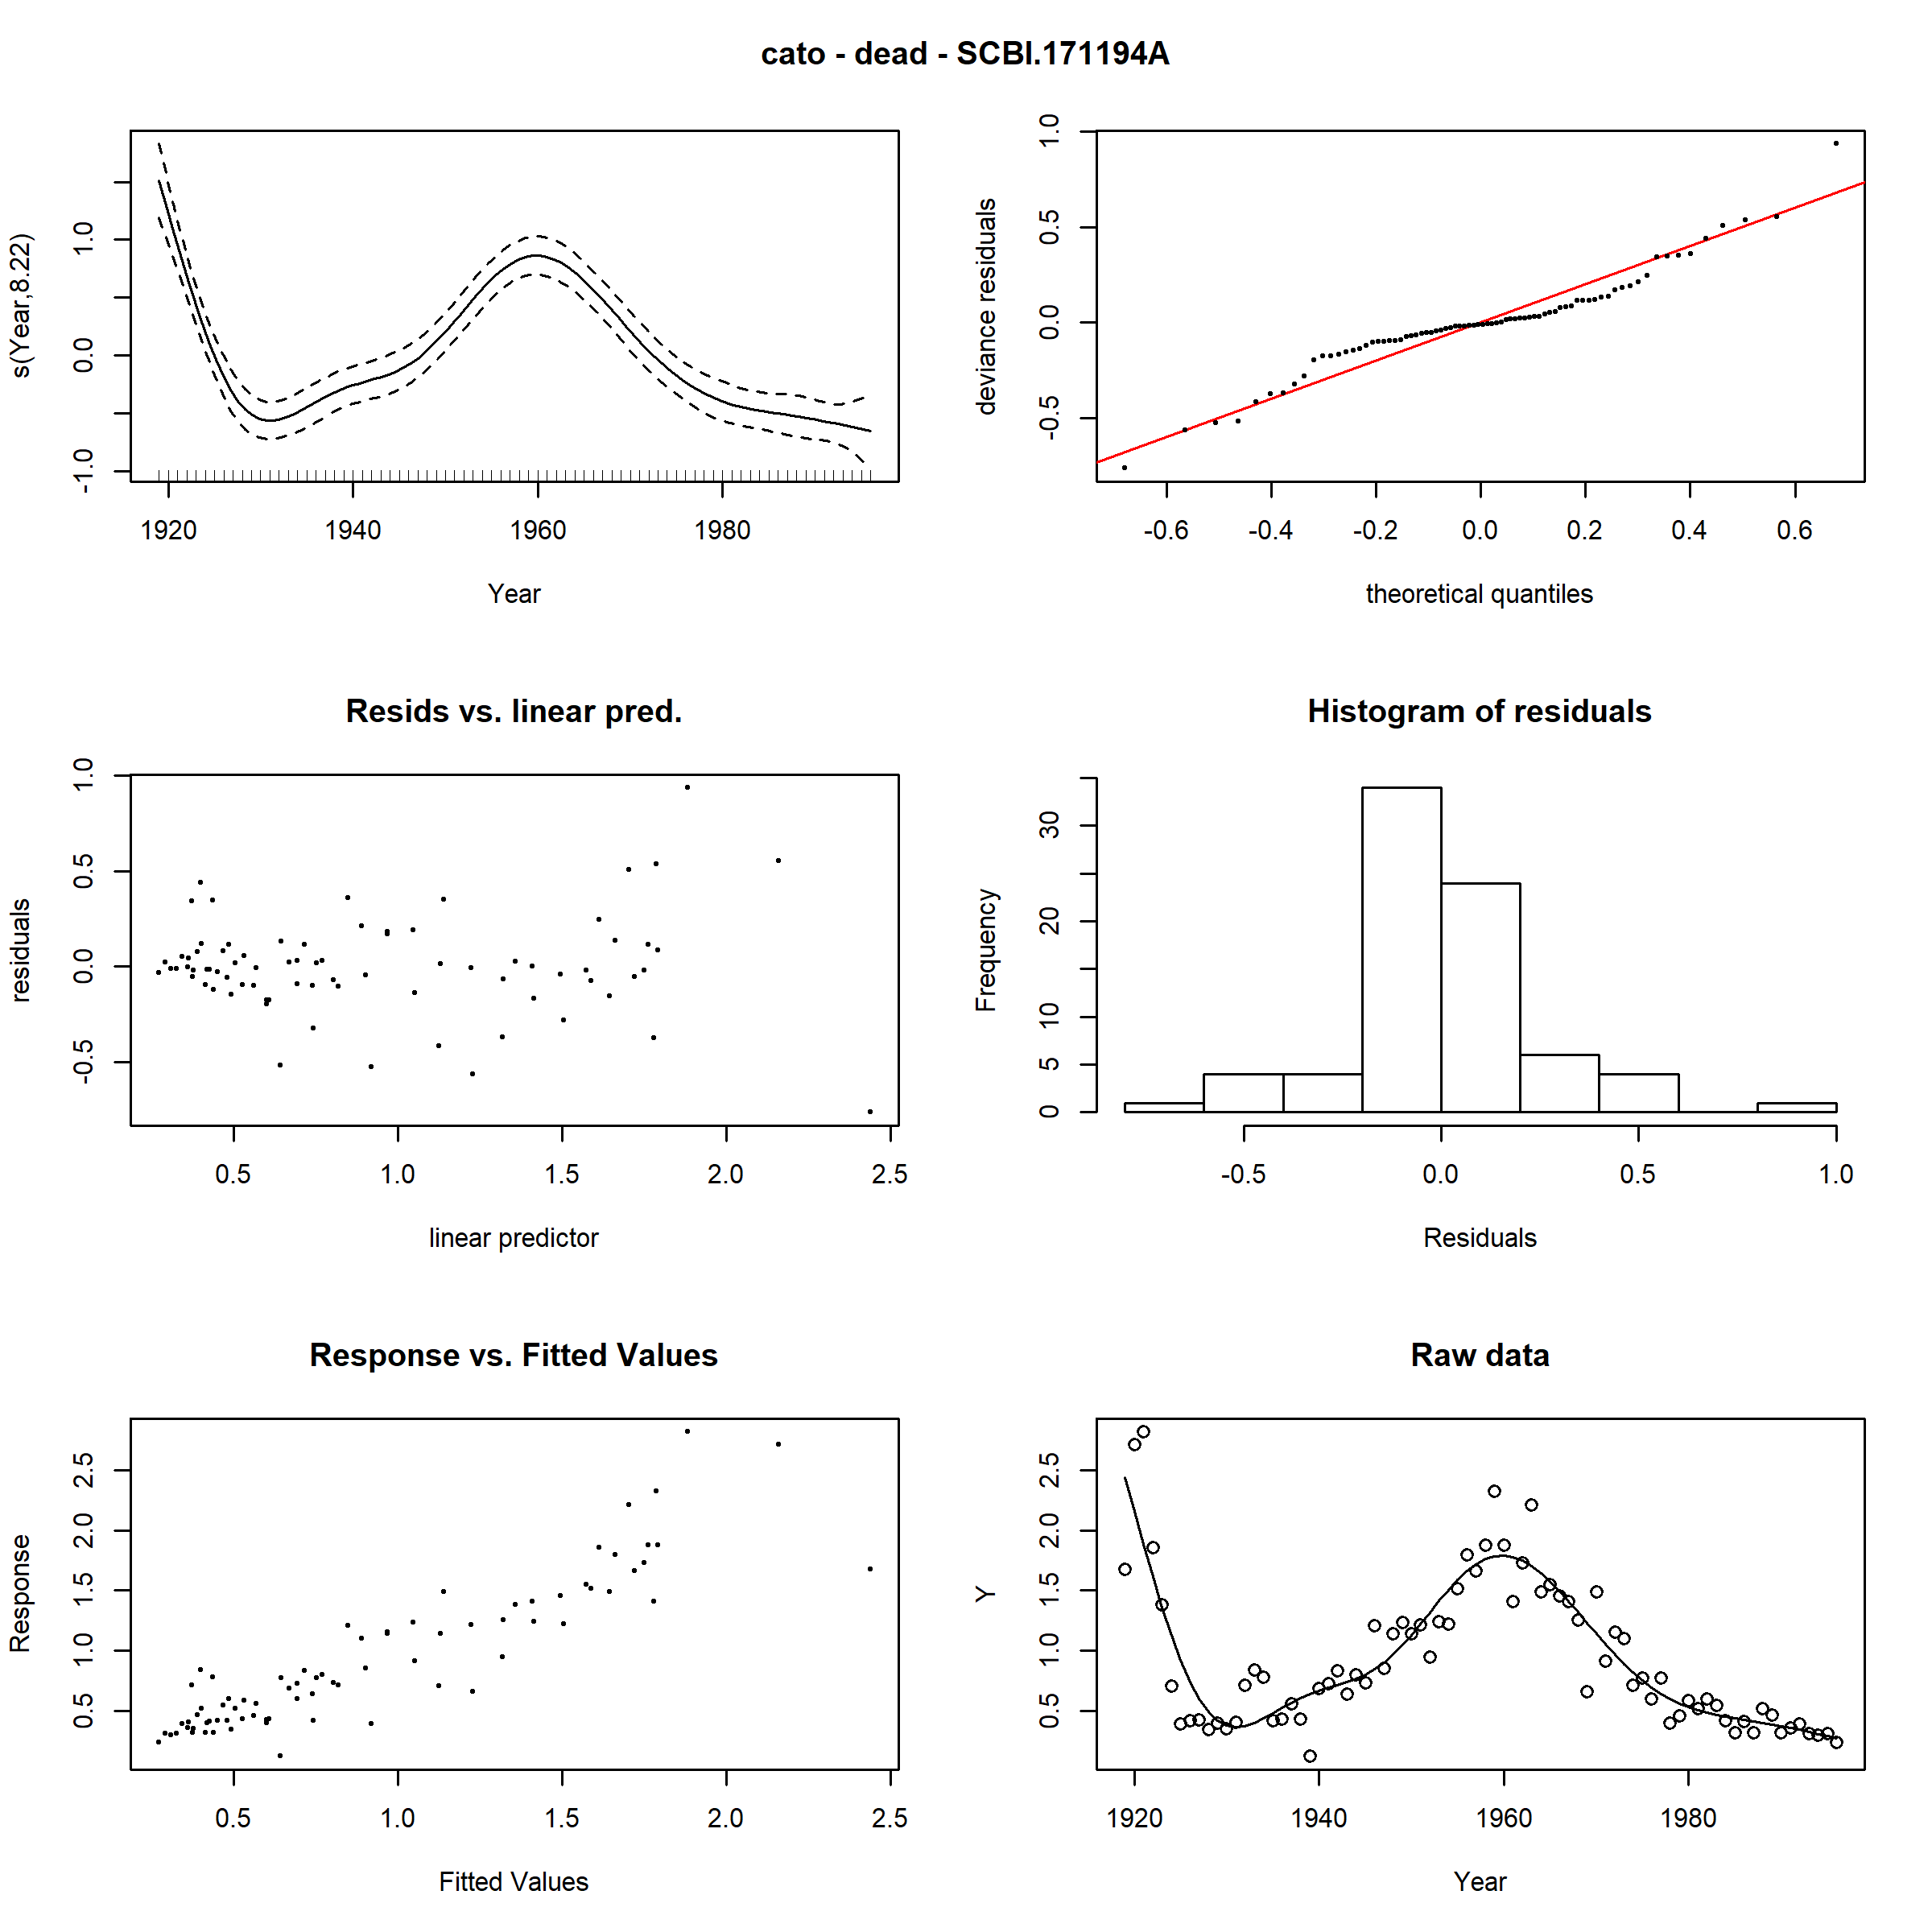 cato - dead - SCBI.171194A
s(Year,8.22)
-1.0 0.0 1.0
1920 1940 1960 1980
Year
deviance residuals
-0.5 0.0 0.5 1.0
-0.6 -0.4 -0.2 0.0 0.2 0.4 0.6
theoretical quantiles
Resids vs. linear pred.
residuals
-0.5 0.0 0.5 1.0
0.5 1.0 1.5 2.0 2.5
linear predictor
Histogram of residuals
Frequency
0 5 10 20 30
-0.5 0.0 0.5 1.0
Residuals
Response vs. Fitted Values
Response
0.5 1.0 1.5 2.0 2.5
0.5 1.0 1.5 2.0 2.5
Fitted Values
Raw data
Y
0.5 1.0 1.5 2.0 2.5
1920 1940 1960 1980
Year